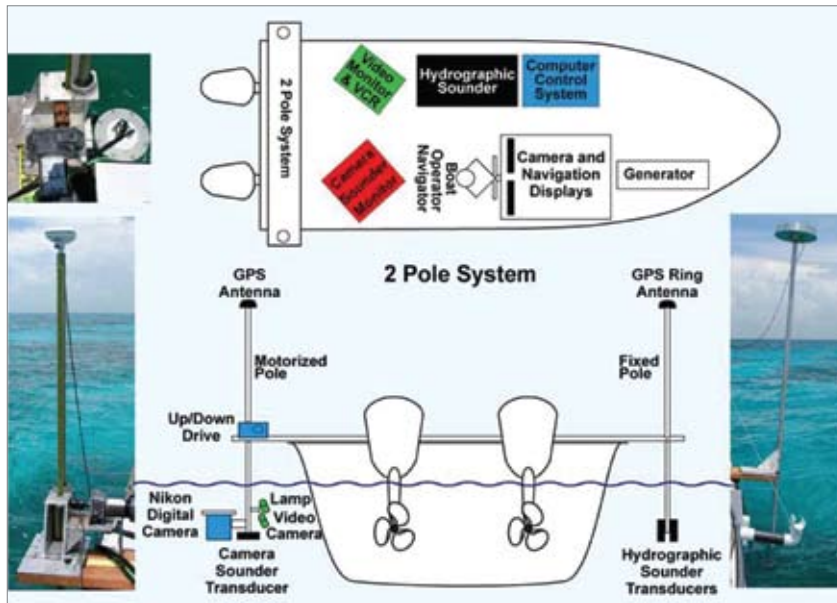 2 Pole System
Video
Monitor
& VCR
Hydrographic
Sounder
Computer
Control
System
Camera
Sounder
Monitor
Boat
Operator
Navigator
Camera and
Navigation
Displays
Generator
2 Pole System
GPS
Antenna
GPS Ring
Antenna
Motorized
Pole
Fixed
Pole
Up/Down
Drive
Nikon
Digital
Camera
Lamp
Video
Camera
Camera
Sounder
Transducer
Hydrographic
Sounder
Transducers